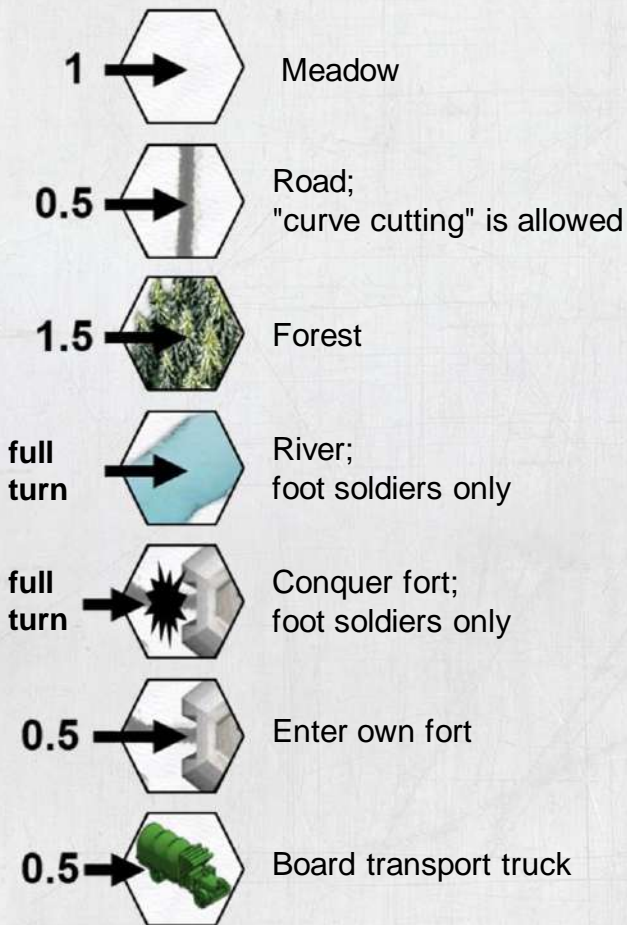 1 Meadow
0.5 Road;
"curve cutting" is allowed
1.5 Forest
full turn River;
foot soldiers only
full turn Conquer fort;
foot soldiers only
0.5 Enter own fort
0.5 Board transport truck